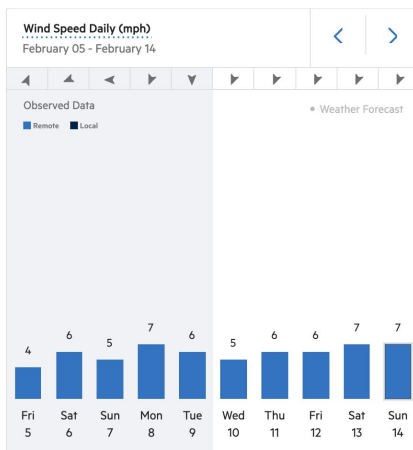 Wind Speed Daily (mph)
February 05 - February 14
Observed Data
Weather Forecast
Remote Local
4 6 5 7 6 5 6 6 7 7
Fri Sat Sun Mon Tue Wed Thu Fri Sat Sun
5 6 7 8 9 10 11 12 13 14